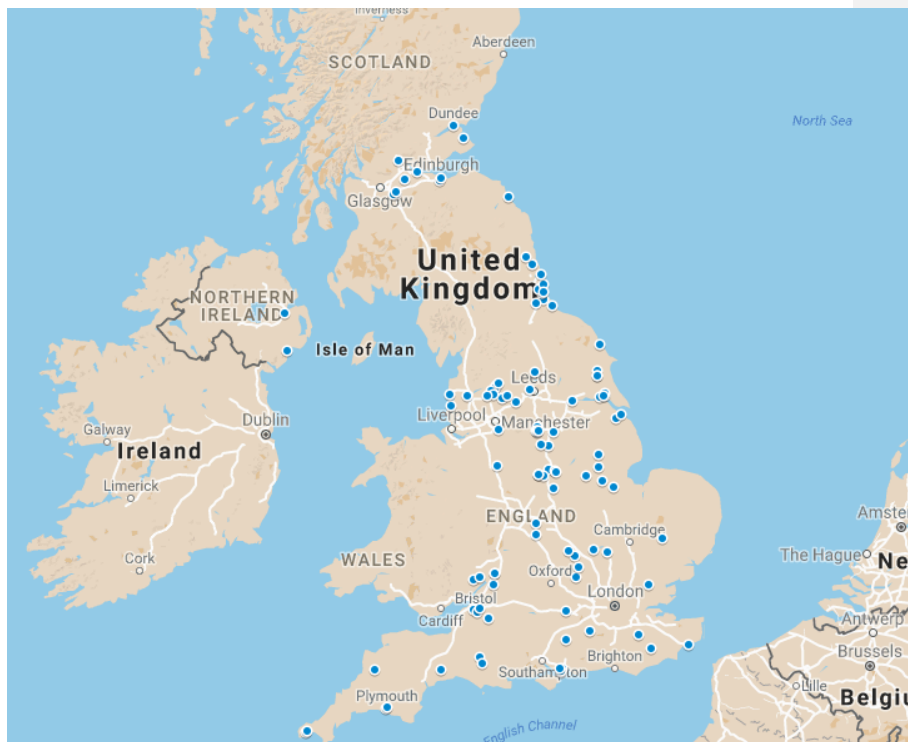 Inverness
Aberdeen
SCOTLAND
Dundee
North Sea
Edinburgh
Glasgow
United
Kingdom
NORTHERN
IRELAND
Isle of Man
Leeds
Liverpool
Manchester
Dublin
Galway
Ireland
Limerick
ENGLAND
Amste
Cambridge
The Hague
Ne
Cork
WALES
Oxford
London
Bristol
Cardiff
Antwerp
Brussels
Brighton
Southampton
Lille
Plymouth
Belgiu
English Channel